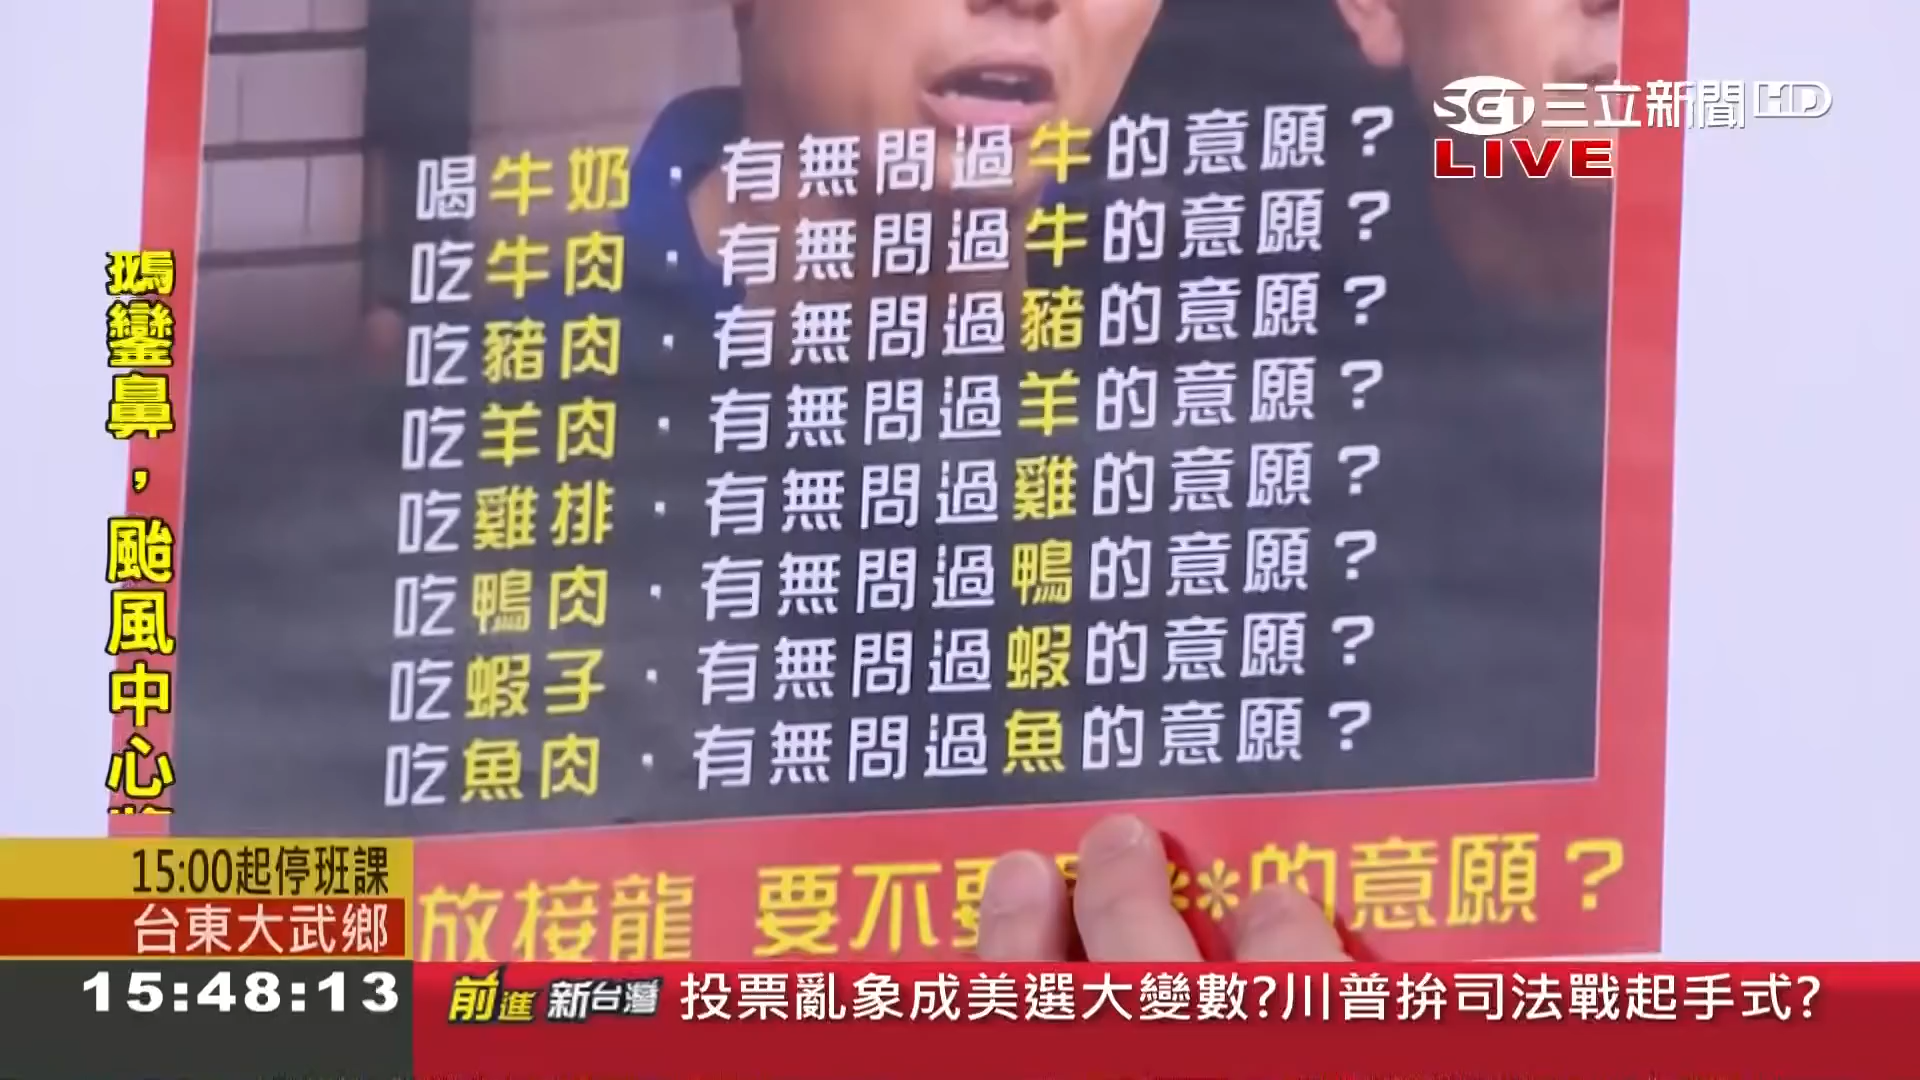 SET三立新聞HD
LIVE
喝牛奶，有無問過牛的意願？
吃牛肉，有無問過牛的意願？
吃豬肉，有無問過豬的意願？
吃羊肉，有無問過羊的意願？
吃雞排，有無問過雞的意願？
吃鴨肉，有無問過鴨的意願？
吃蝦子，有無問過蝦的意願？
吃魚肉，有無問過魚的意願？
放接龍 要不要**的意願？
鵝鑾鼻，颱風中心
15:00起停班課
台東大武鄉
15:48:13
前進新台灣 投票亂象成美選大變數?川普拚司法戰起手式?